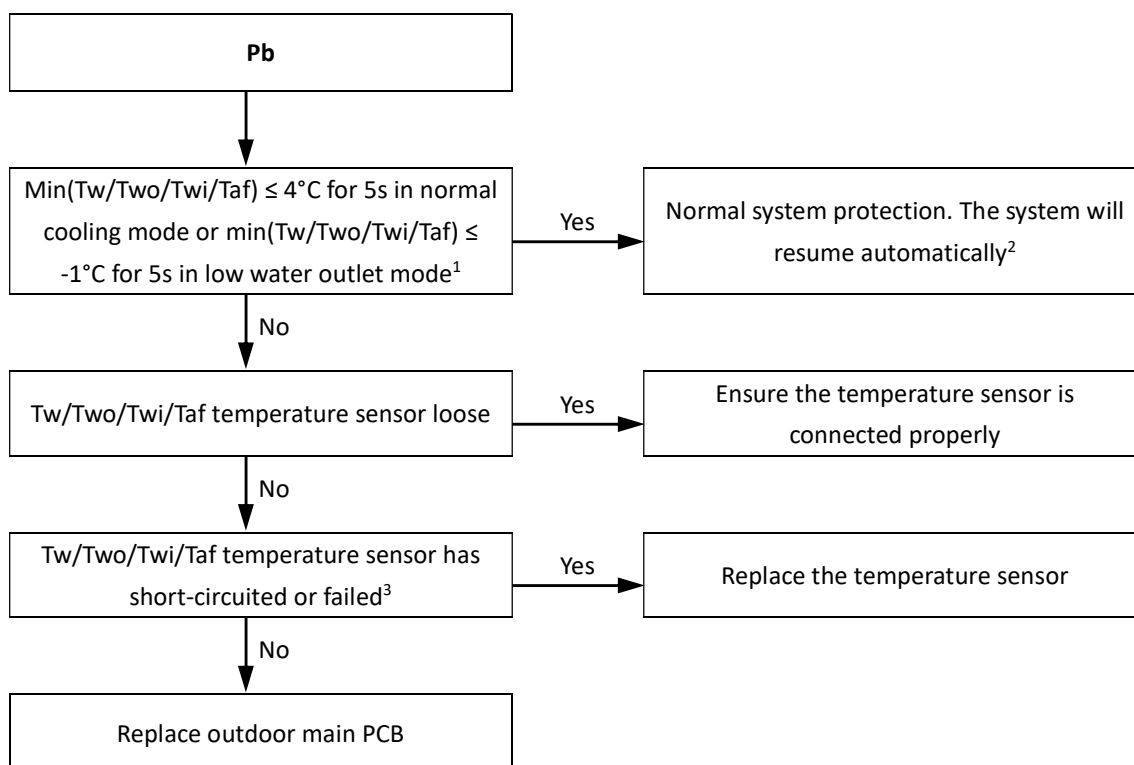 Pb
Min(Tw/Two/Twi/Taf) ≤ 4°C for 5s in normal
cooling mode or min(Tw/Two/Twi/Taf) ≤
-1°C for 5s in low water outlet mode¹
Yes
Normal system protection. The system will
resume automatically²
No
Tw/Two/Twi/Taf temperature sensor loose
Yes
Ensure the temperature sensor is
connected properly
No
Tw/Two/Twi/Taf temperature sensor has
short-circuited or failed³
Yes
Replace the temperature sensor
No
Replace outdoor main PCB